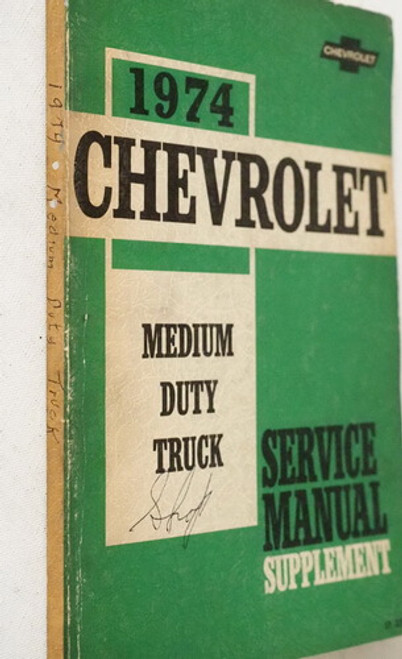 CHEVROLET
1974
CHEVROLET
MEDIUM
DUTY
TRUCK
Shop
SERVICE
MANUAL
SUPPLEMENT
1974 • Medium Duty Truck